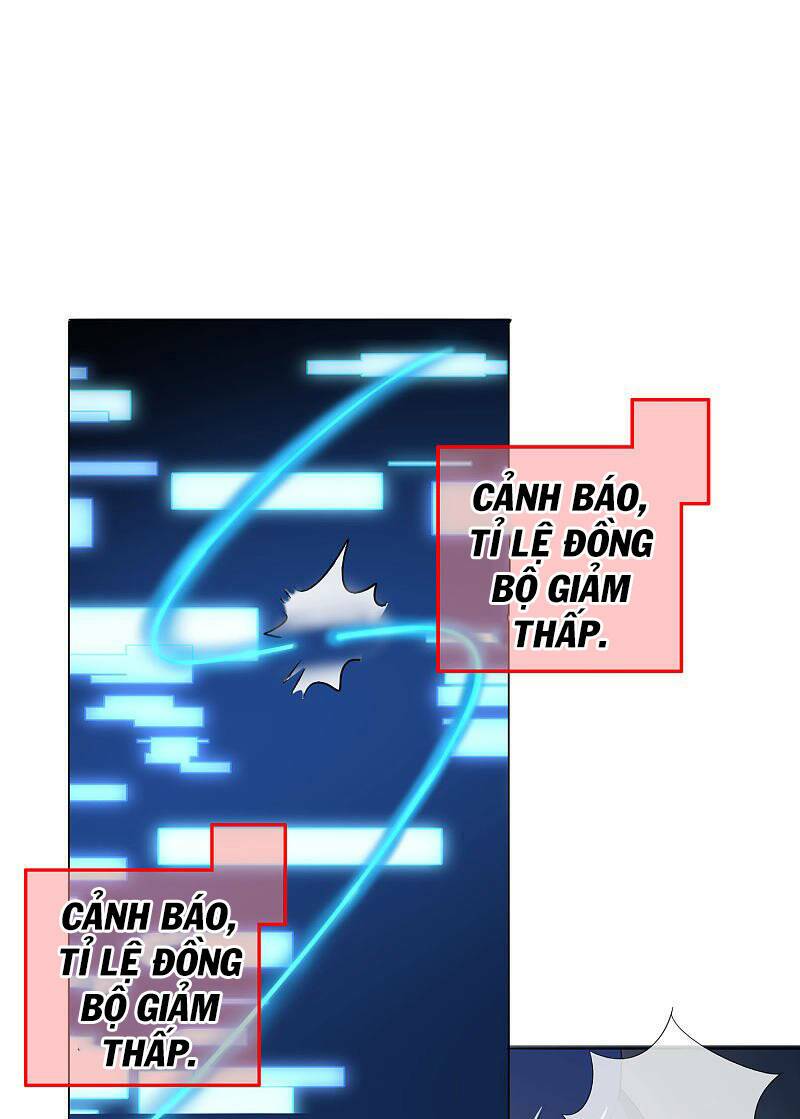 CẢNH BÁO,
TỈ LỆ ĐỒNG
BỘ GIẢM
THẤP.
CẢNH BÁO,
TỈ LỆ ĐỒNG
BỘ GIẢM
THẤP.